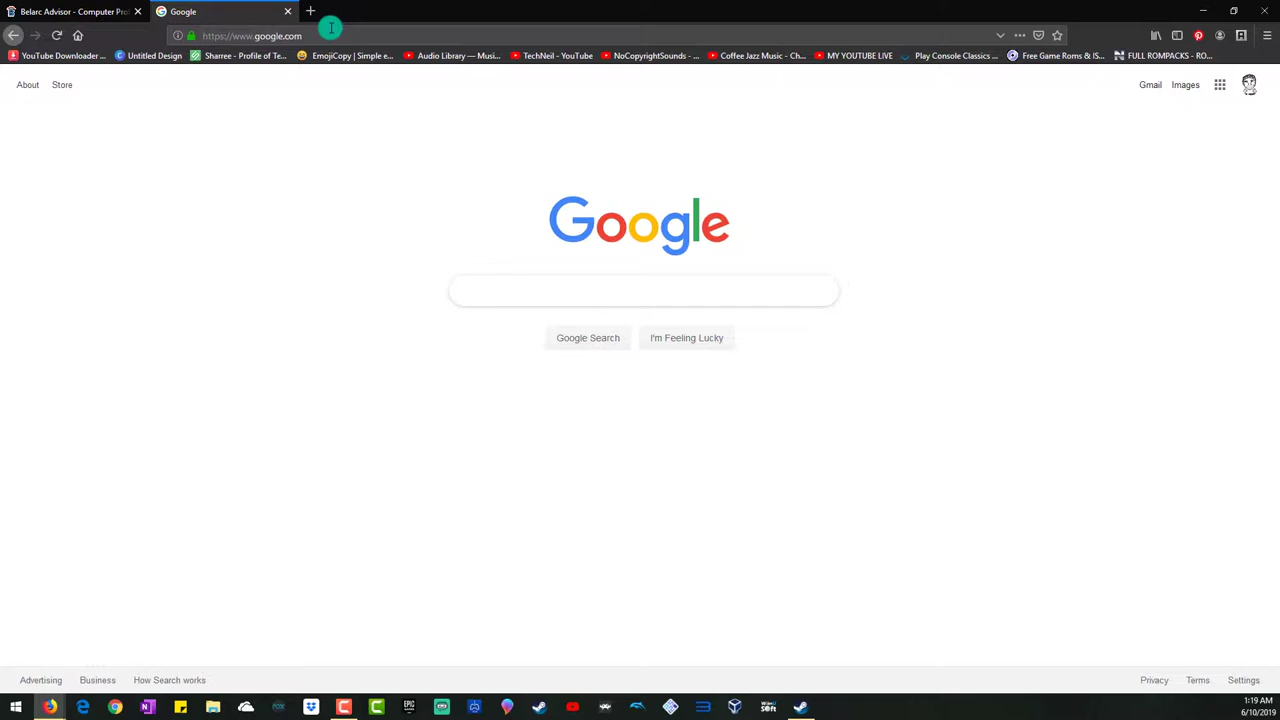 Belarc Advisor - Computer Pro
Google
https://www.google.com
YouTube Downloader ...
Untitled Design
Sharree - Profile of Te...
EmojiCopy | Simple e...
Audio Library — Musi...
TechNeil - YouTube
NoCopyrightSounds - ...
Coffee Jazz Music - Ch...
MY YOUTUBE LIVE
Play Console Classics ...
Free Game Roms & IS...
FULL ROMPACKS - RO...
About
Store
Gmail
Images
Google
Google Search
I'm Feeling Lucky
Advertising
Business
How Search works
Privacy
Terms
Settings
EPIC
1:19 AM
6/10/2019